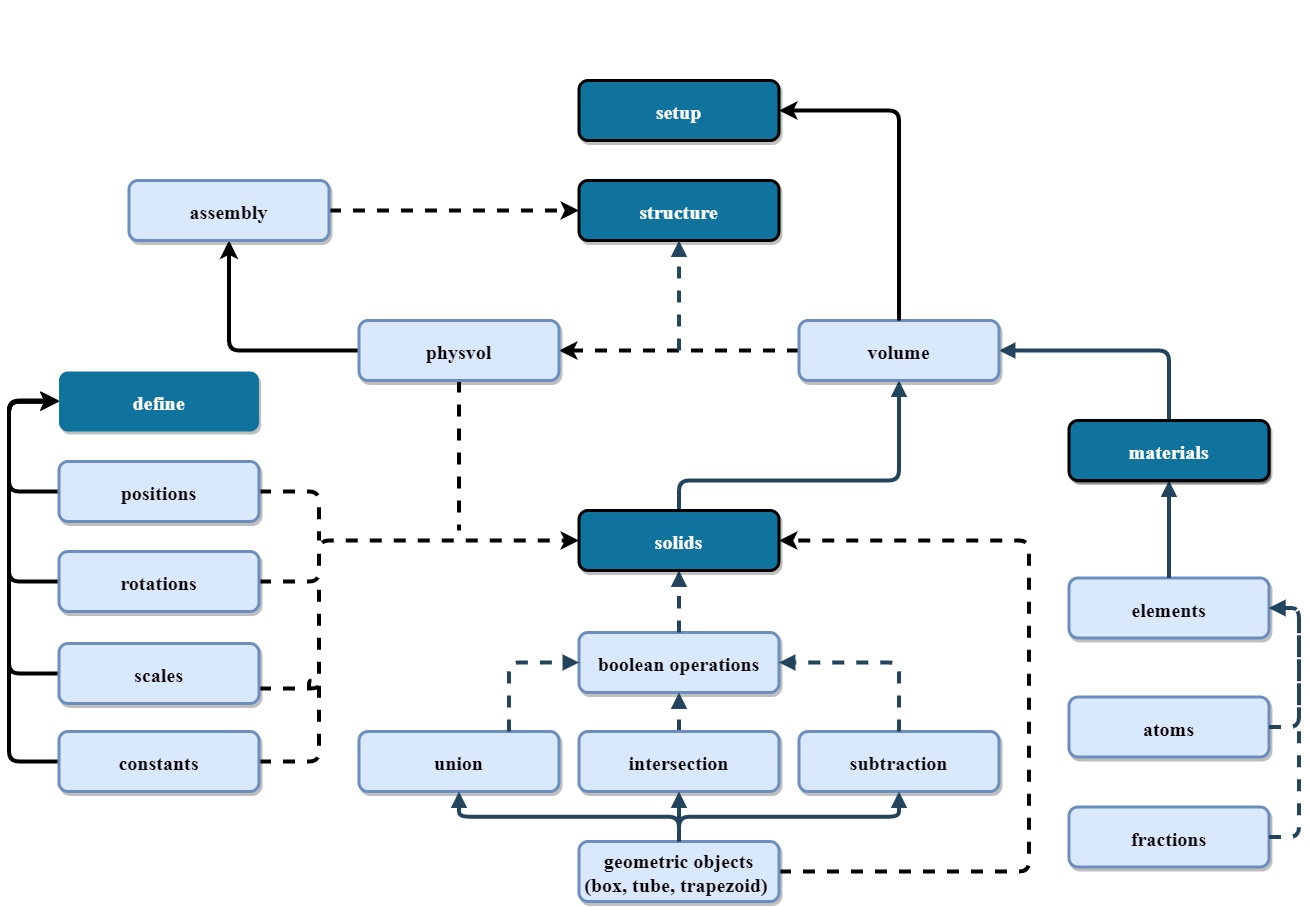 setup
assembly
structure
physvol
volume
define
materials
positions
solids
rotations
elements
boolean operations
scales
atoms
constants
union
intersection
subtraction
fractions
geometric objects
(box, tube, trapezoid)